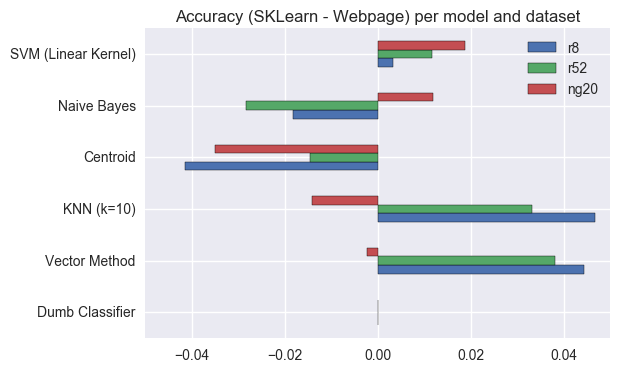 Accuracy (SKLearn - Webpage) per model and dataset
SVM (Linear Kernel)
Naive Bayes
Centroid
KNN (k=10)
Vector Method
Dumb Classifier
r8
r52
ng20
−0.04
−0.02
0.00
0.02
0.04